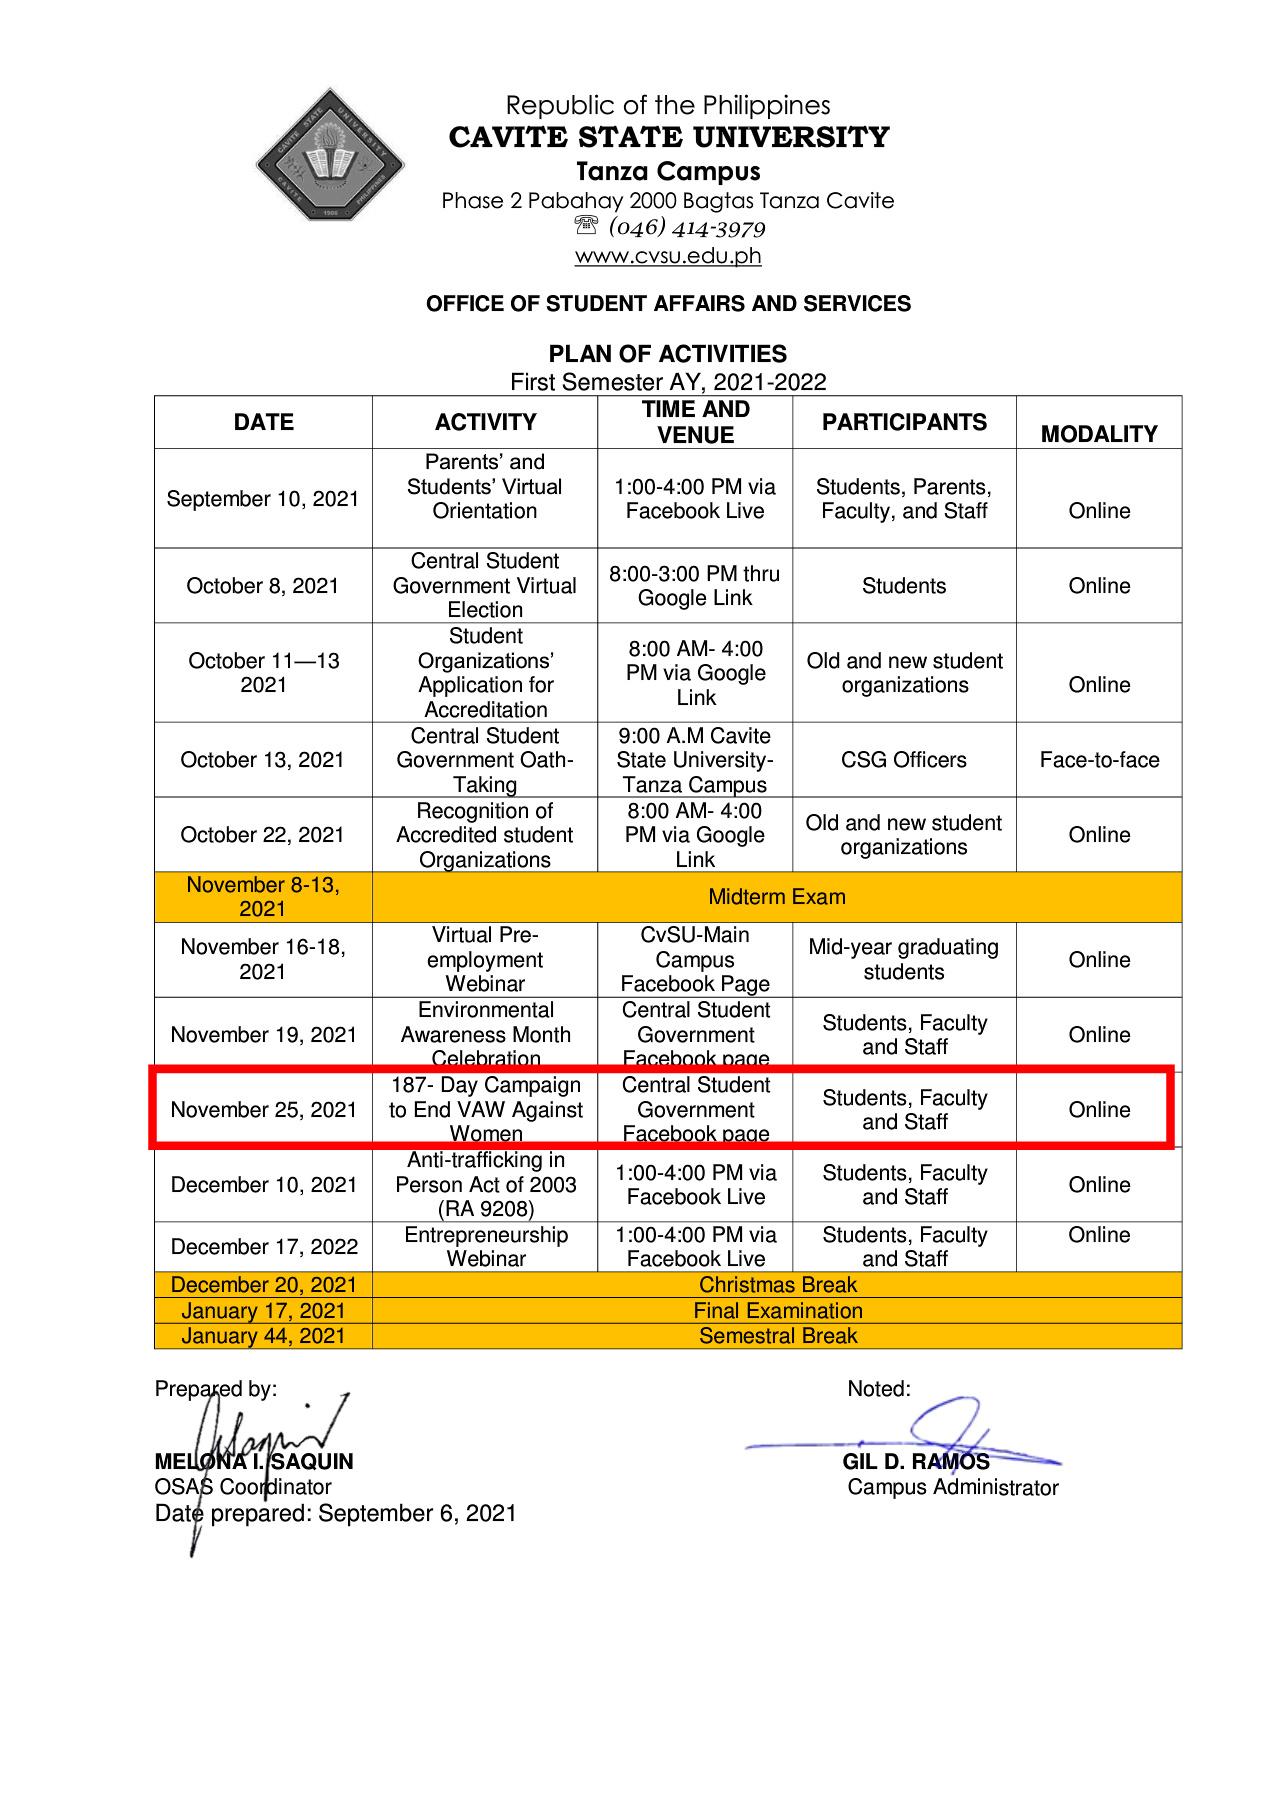 CAVITE STATE UNIVERSITY
CAVITE PHILIPPINES
1906
Republic of the Philippines
CAVITE STATE UNIVERSITY
Tanza Campus
Phase 2 Pabahay 2000 Bagtas Tanza Cavite
☏ (046) 414-3979
www.cvsu.edu.ph
OFFICE OF STUDENT AFFAIRS AND SERVICES
PLAN OF ACTIVITIES
First Semester AY, 2021-2022
DATE
ACTIVITY
TIME AND
VENUE
PARTICIPANTS
MODALITY
September 10, 2021
Parents’ and
Students’ Virtual
Orientation
1:00-4:00 PM via
Facebook Live
Students, Parents,
Faculty, and Staff
Online
October 8, 2021
Central Student
Government Virtual
Election
8:00-3:00 PM thru
Google Link
Students
Online
October 11—13
2021
Student
Organizations’
Application for
Accreditation
8:00 AM- 4:00
PM via Google
Link
Old and new student
organizations
Online
October 13, 2021
Central Student
Government Oath-
Taking
9:00 A.M Cavite
State University-
Tanza Campus
CSG Officers
Face-to-face
October 22, 2021
Recognition of
Accredited student
Organizations
8:00 AM- 4:00
PM via Google
Link
Old and new student
organizations
Online
November 8-13,
2021
Midterm Exam
November 16-18,
2021
Virtual Pre-
employment
Webinar
CvSU-Main
Campus
Facebook Page
Mid-year graduating
students
Online
November 19, 2021
Environmental
Awareness Month
Celebration
Central Student
Government
Facebook page
Students, Faculty
and Staff
Online
November 25, 2021
187- Day Campaign
to End VAW Against
Women
Central Student
Government
Facebook page
Students, Faculty
and Staff
Online
December 10, 2021
Anti-trafficking in
Person Act of 2003
(RA 9208)
1:00-4:00 PM via
Facebook Live
Students, Faculty
and Staff
Online
December 17, 2022
Entrepreneurship
Webinar
1:00-4:00 PM via
Facebook Live
Students, Faculty
and Staff
Online
December 20, 2021
Christmas Break
January 17, 2021
Final Examination
January 44, 2021
Semestral Break
Prepared by:
Noted:
MELONA I. SAQUIN
GIL D. RAMOS
OSAS Coordinator
Campus Administrator
Date prepared: September 6, 2021